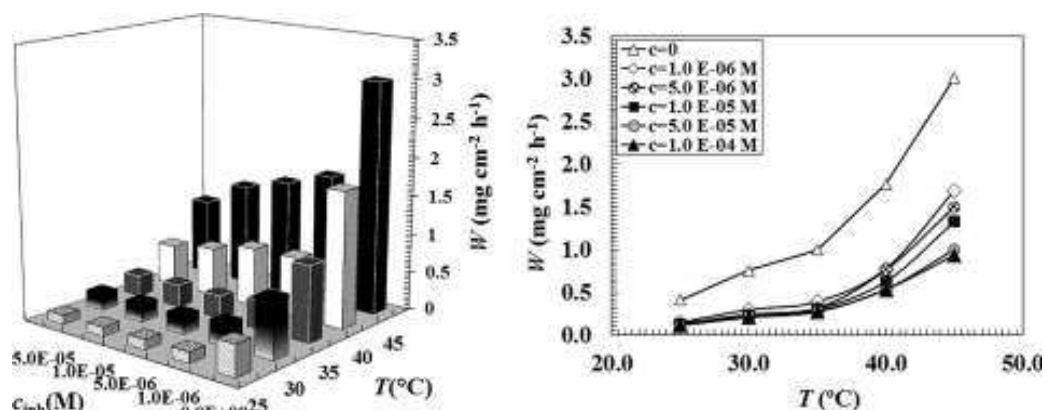 3.5
3
2.5
2
1.5
1
0.5
0
W (mg cm-2 h-1)
45
40
35
30
25
T(°C)
5.0E-05
1.0E-05
5.0E-06
1.0E-06
cinh(M)
3.5
3.0
2.5
2.0
1.5
1.0
0.5
0.0
W (mg cm-2 h-1)
c=0
c=1.0 E-06 M
c=5.0 E-06 M
c=1.0 E-05 M
c=5.0 E-05 M
c=1.0 E-04 M
20.0 30.0 40.0 50.0
T (°C)